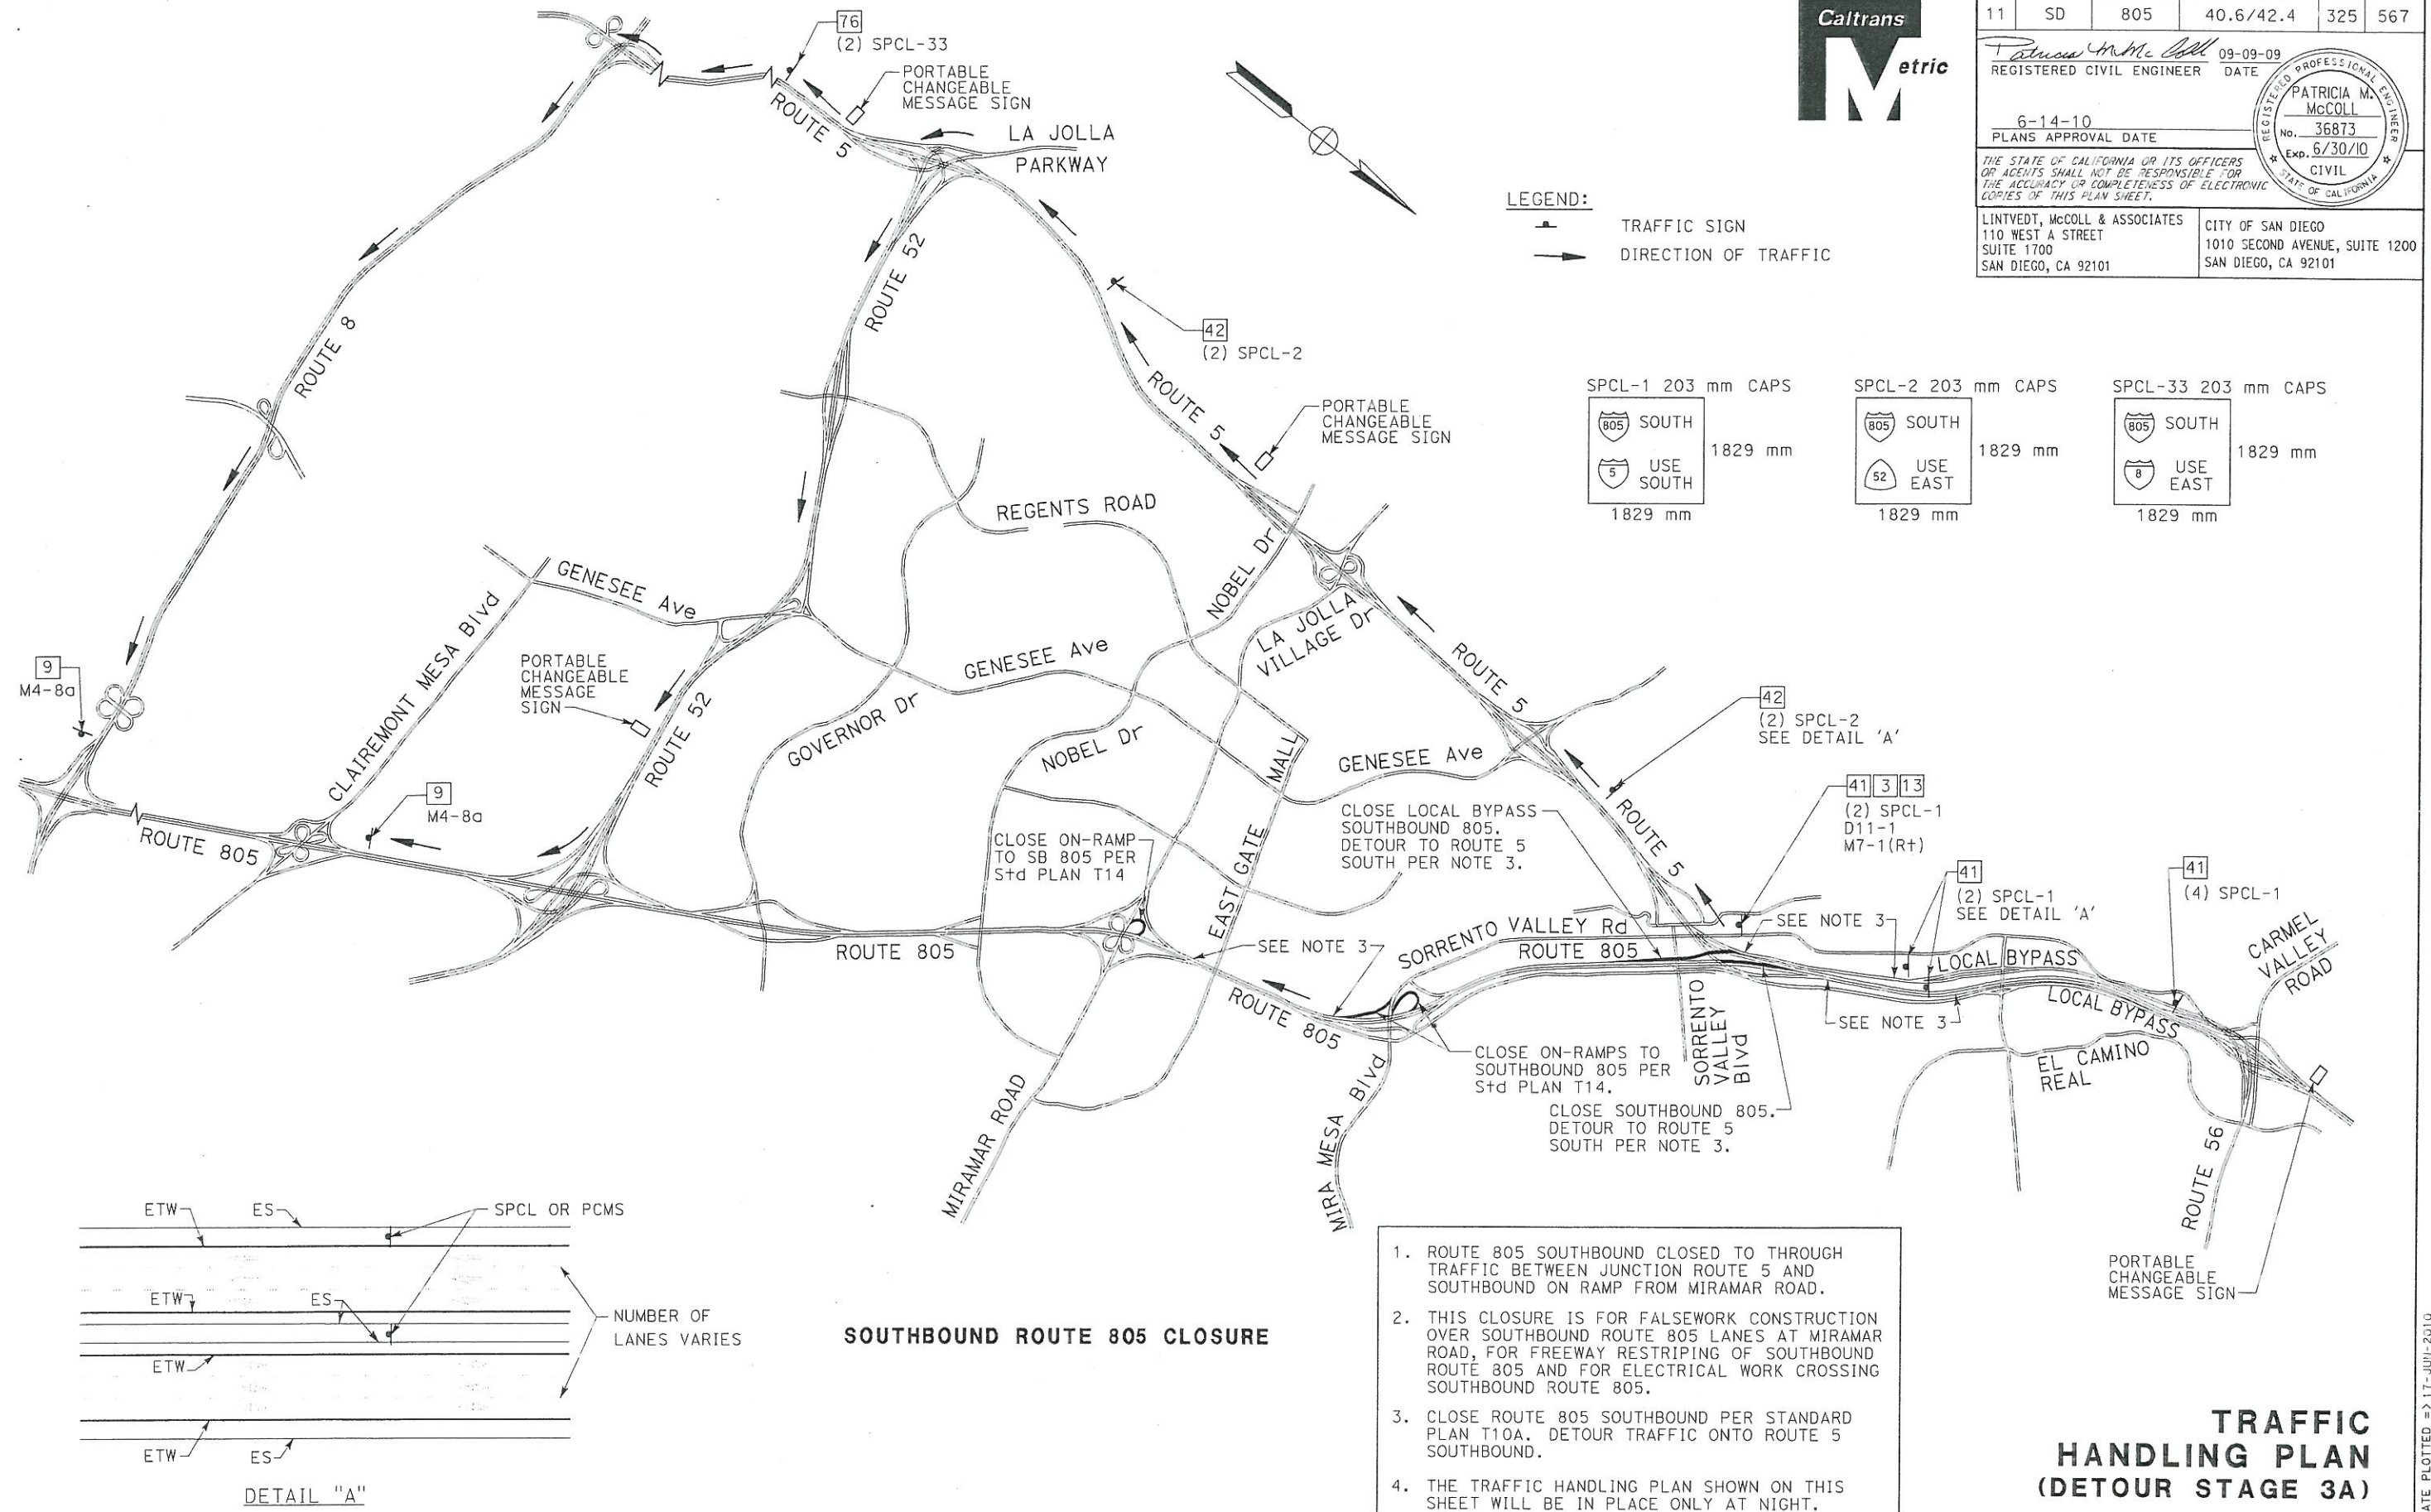 76
(2) SPCL-33
PORTABLE
CHANGEABLE
MESSAGE SIGN
ROUTE 5
LA JOLLA
PARKWAY
ROUTE 52
ROUTE 8
42
(2) SPCL-2
ROUTE 5
PORTABLE
CHANGEABLE
MESSAGE SIGN
Caltrans
Metric
11 SD 805 40.6/42.4 325 567
09-09-09
REGISTERED CIVIL ENGINEER DATE
6-14-10
PLANS APPROVAL DATE
REGISTERED PROFESSIONAL ENGINEER
PATRICIA M.
McCOLL
No. 36873
Exp. 6/30/10
CIVIL
STATE OF CALIFORNIA
THE STATE OF CALIFORNIA OR ITS OFFICERS
OR AGENTS SHALL NOT BE RESPONSIBLE FOR
THE ACCURACY OR COMPLETENESS OF ELECTRONIC
COPIES OF THIS PLAN SHEET.
LINTVEDT, McCOLL & ASSOCIATES
110 WEST A STREET
SUITE 1700
SAN DIEGO, CA 92101
CITY OF SAN DIEGO
1010 SECOND AVENUE, SUITE 1200
SAN DIEGO, CA 92101
LEGEND:
TRAFFIC SIGN
DIRECTION OF TRAFFIC
SPCL-1 203 mm CAPS
805 SOUTH
5 USE
SOUTH
1829 mm
1829 mm
SPCL-2 203 mm CAPS
805 SOUTH
52 USE
EAST
1829 mm
1829 mm
SPCL-33 203 mm CAPS
805 SOUTH
8 USE
EAST
1829 mm
1829 mm
REGENTS ROAD
NOBEL Dr
LA JOLLA
VILLAGE Dr
GENESEE Ave
CLAIREMONT MESA Blvd
GENESEE Ave
PORTABLE
CHANGEABLE
MESSAGE
SIGN
ROUTE 52
GOVERNOR Dr
NOBEL Dr
EAST GATE MALL
GENESEE Ave
ROUTE 5
42
(2) SPCL-2
SEE DETAIL 'A'
ROUTE 5
41 3 13
(2) SPCL-1
D11-1
M7-1(Rt)
9
M4-8a
9
M4-8a
ROUTE 805
CLOSE ON-RAMP
TO SB 805 PER
Std PLAN T14
CLOSE LOCAL BYPASS
SOUTHBOUND 805.
DETOUR TO ROUTE 5
SOUTH PER NOTE 3.
41
(2) SPCL-1
SEE DETAIL 'A'
41
(4) SPCL-1
ROUTE 805
SEE NOTE 3
SORRENTO VALLEY Rd
ROUTE 805
SEE NOTE 3
LOCAL BYPASS
CARMEL
VALLEY
ROAD
LOCAL BYPASS
SEE NOTE 3
ROUTE 805
SORRENTO
VALLEY
Blvd
EL CAMINO
REAL
CLOSE ON-RAMPS TO
SOUTHBOUND 805 PER
Std PLAN T14.
CLOSE SOUTHBOUND 805.
DETOUR TO ROUTE 5
SOUTH PER NOTE 3.
MIRAMAR ROAD
MIRA MESA Blvd
ROUTE 56
PORTABLE
CHANGEABLE
MESSAGE SIGN
ETW
ES
SPCL OR PCMS
ETW
ES
NUMBER OF
LANES VARIES
ETW
ETW
ES
DETAIL "A"
SOUTHBOUND ROUTE 805 CLOSURE
1. ROUTE 805 SOUTHBOUND CLOSED TO THROUGH
TRAFFIC BETWEEN JUNCTION ROUTE 5 AND
SOUTHBOUND ON RAMP FROM MIRAMAR ROAD.
2. THIS CLOSURE IS FOR FALSEWORK CONSTRUCTION
OVER SOUTHBOUND ROUTE 805 LANES AT MIRAMAR
ROAD, FOR FREEWAY RESTRIPING OF SOUTHBOUND
ROUTE 805 AND FOR ELECTRICAL WORK CROSSING
SOUTHBOUND ROUTE 805.
3. CLOSE ROUTE 805 SOUTHBOUND PER STANDARD
PLAN T10A. DETOUR TRAFFIC ONTO ROUTE 5
SOUTHBOUND.
4. THE TRAFFIC HANDLING PLAN SHOWN ON THIS
SHEET WILL BE IN PLACE ONLY AT NIGHT.
TRAFFIC
HANDLING PLAN
(DETOUR STAGE 3A)
PLOTTED => 17-JUN-2010